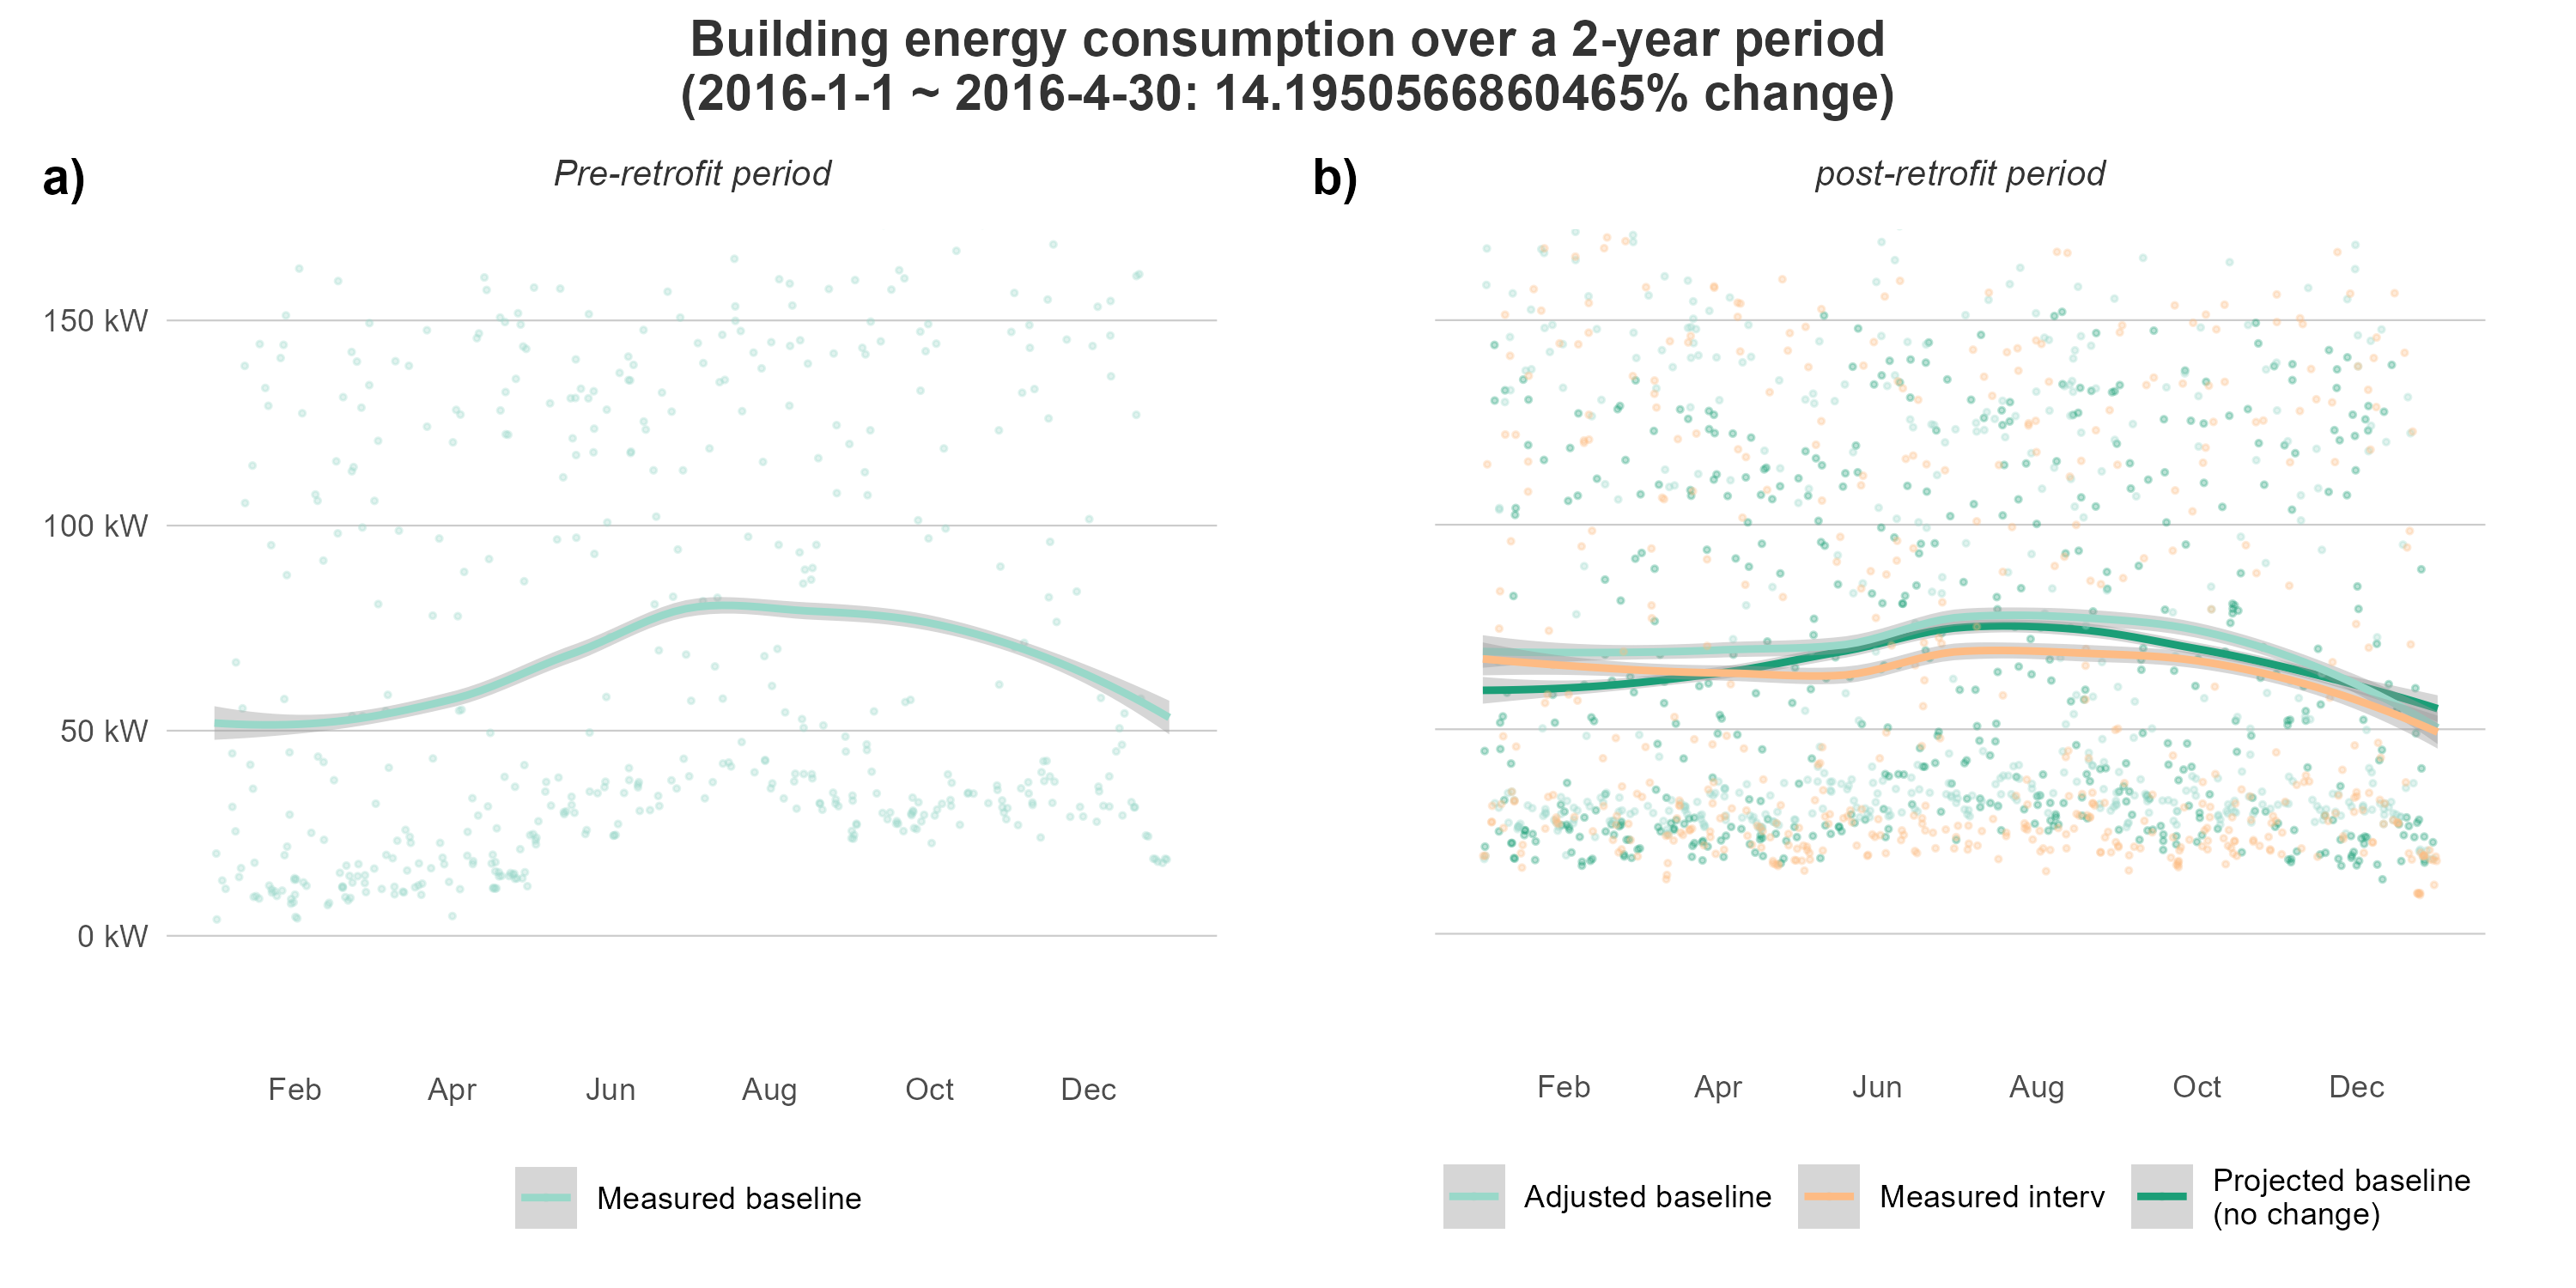 Building energy consumption over a 2-year period
(2016-1-1 ~ 2016-4-30: 14.1950566860465% change)
a)
Pre-retrofit period
150 kW
100 kW
50 kW
0 kW
Feb Apr Jun Aug Oct Dec
Measured baseline
b)
post-retrofit period
Feb Apr Jun Aug Oct Dec
Adjusted baseline
Measured interv
Projected baseline
(no change)